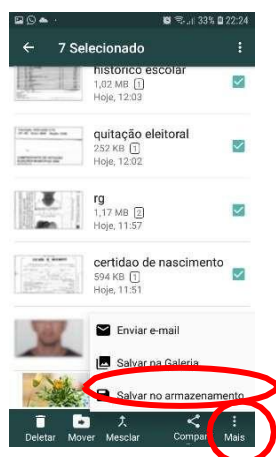 33% 22:24
7 Selecionado
histórico escolar
1,02 MB 1
Hoje, 12:03
quitação eleitoral
252 KB 1
Hoje, 12:02
rg
1,17 MB 2
Hoje, 11:57
certidao de nascimento
594 KB 1
Hoje, 11:51
Enviar e-mail
Salvar na Galeria
Salvar no armazenamento
Deletar Mover Mesclar Compar Mais